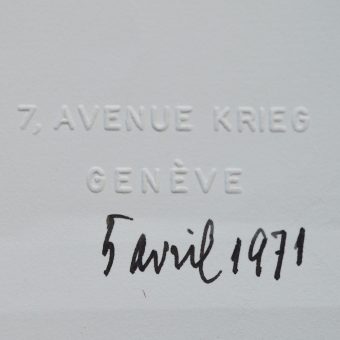 7, AVENUE KRIEG
GENÈVE
5 avril 1971